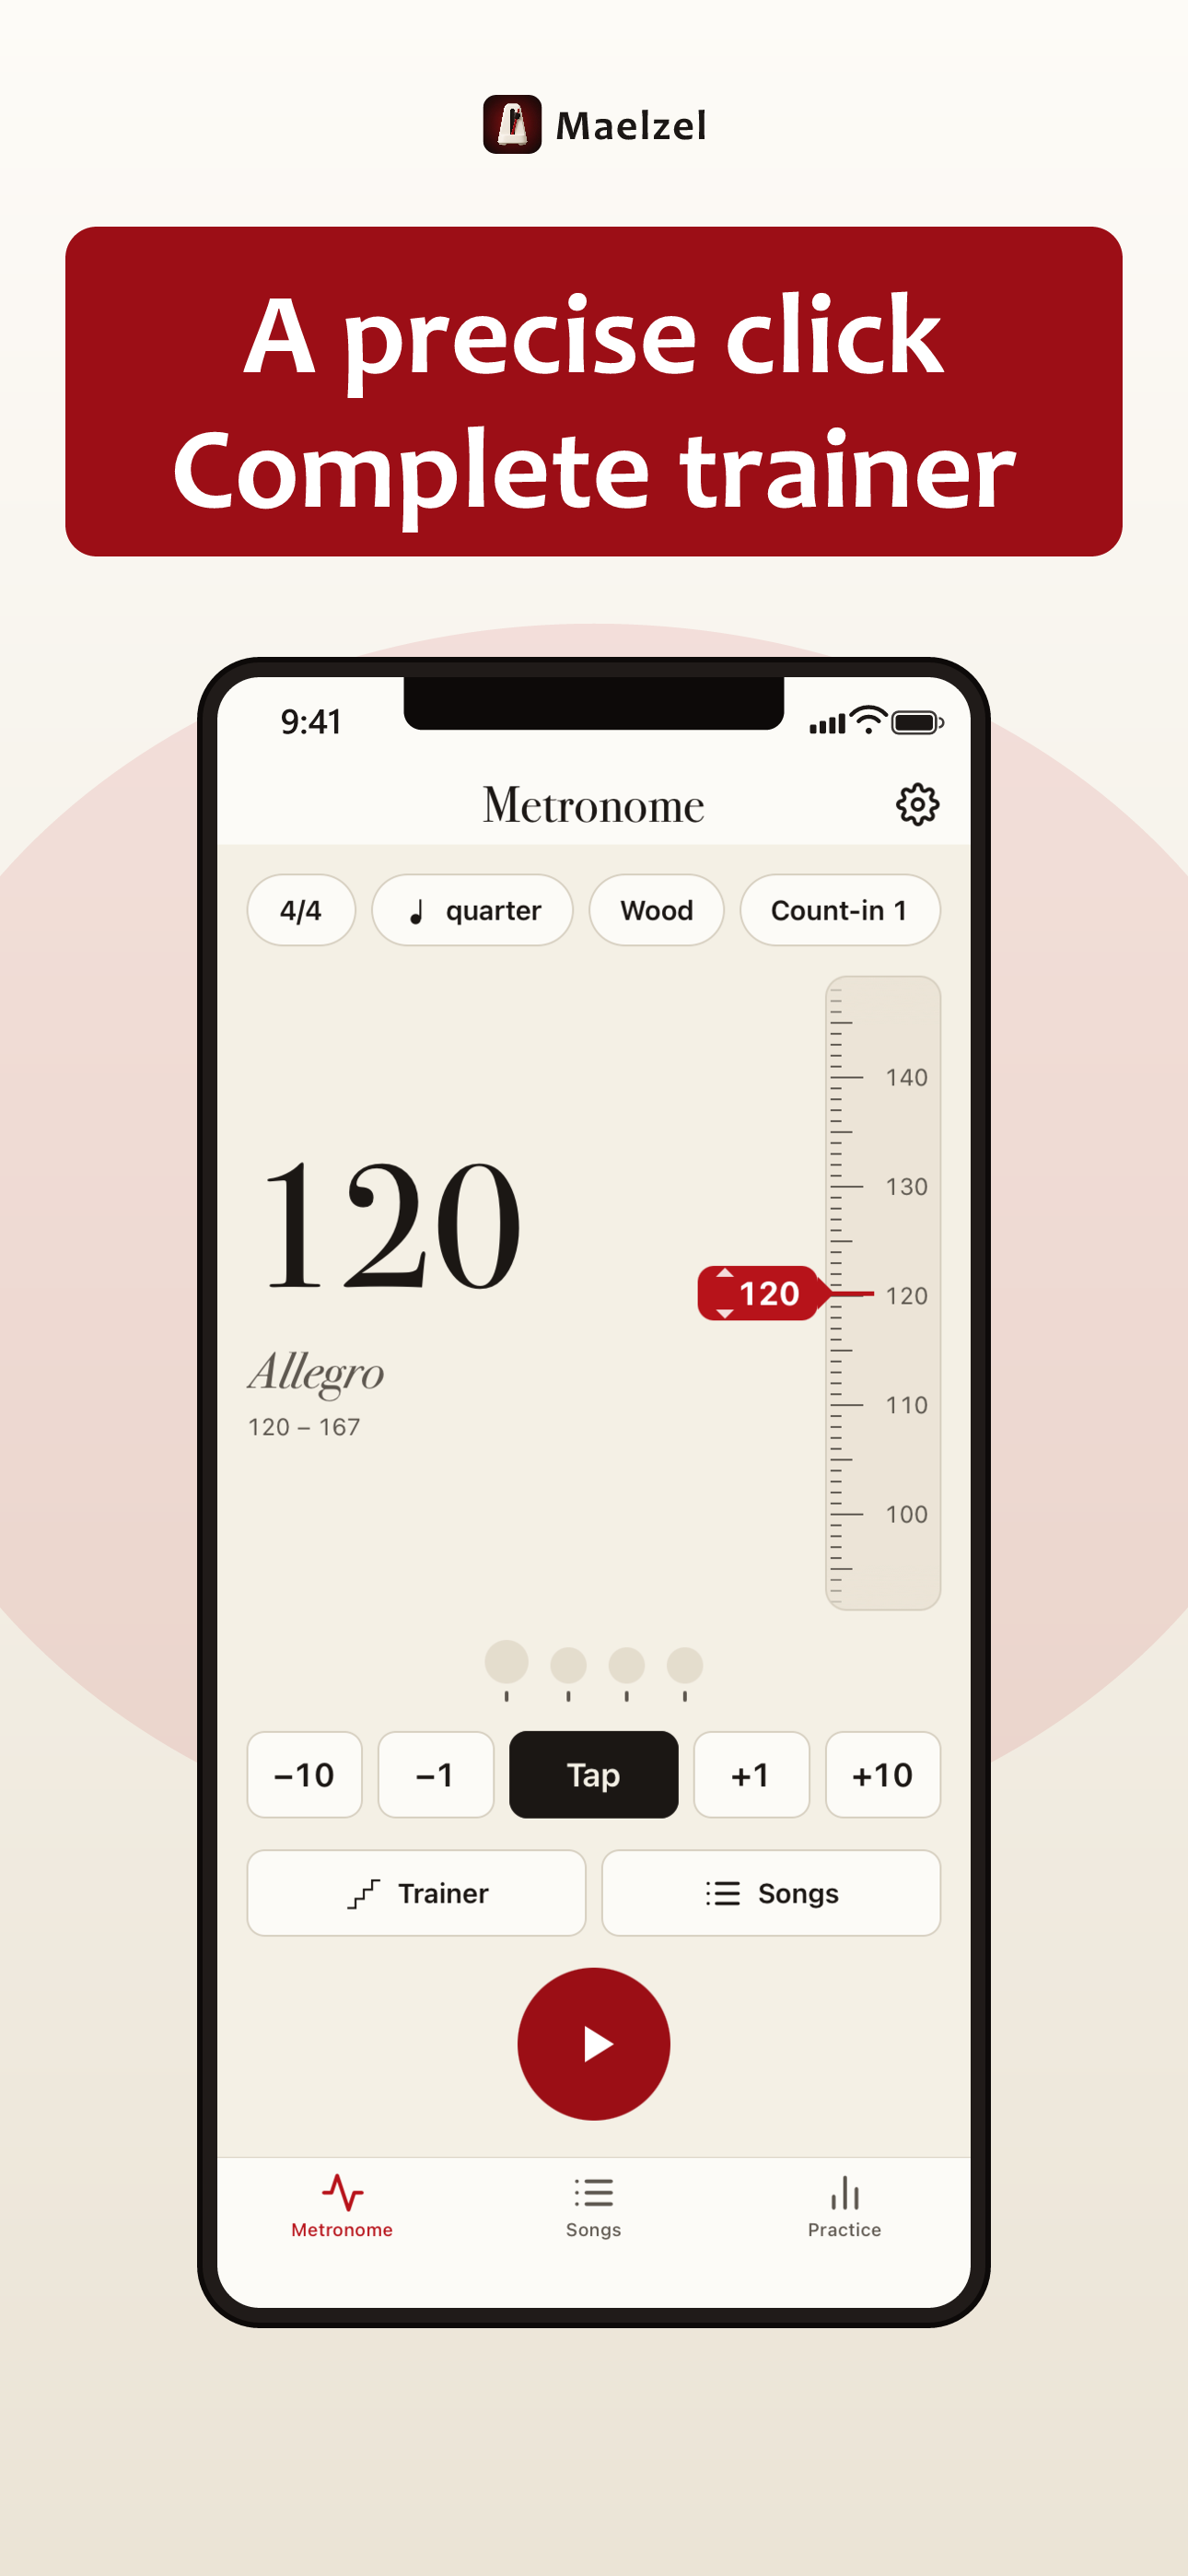 Maelzel
A precise click
Complete trainer
9:41
Metronome
4/4 quarter Wood Count-in 1
140
130
120
120
120
Allegro
120 – 167
110
100
−10 −1 Tap +1 +10
Trainer Songs
Metronome Songs Practice